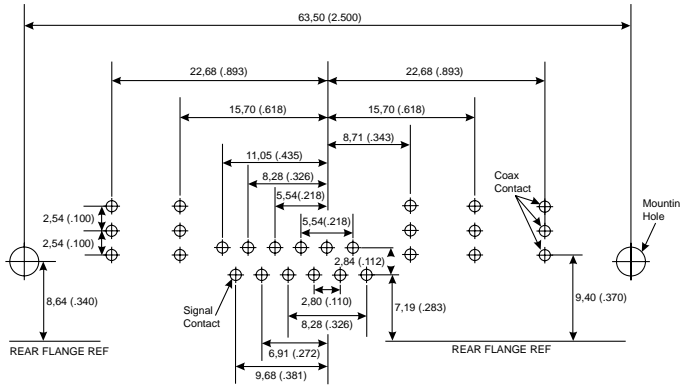 63,50 (2.500)
22,68 (.893)
22,68 (.893)
15,70 (.618)
15,70 (.618)
8,71 (.343)
11,05 (.435)
8,28 (.326)
5,54(.218)
5,54(.218)
Coax
Contact
Mountin
Hole
2,54 (.100)
2,54 (.100)
2,84 (.112)
8,64 (.340)
Signal
Contact
2,80 (.110)
7,19 (.283)
9,40 (.370)
8,28 (.326)
REAR FLANGE REF
REAR FLANGE REF
6,91 (.272)
9,68 (.381)